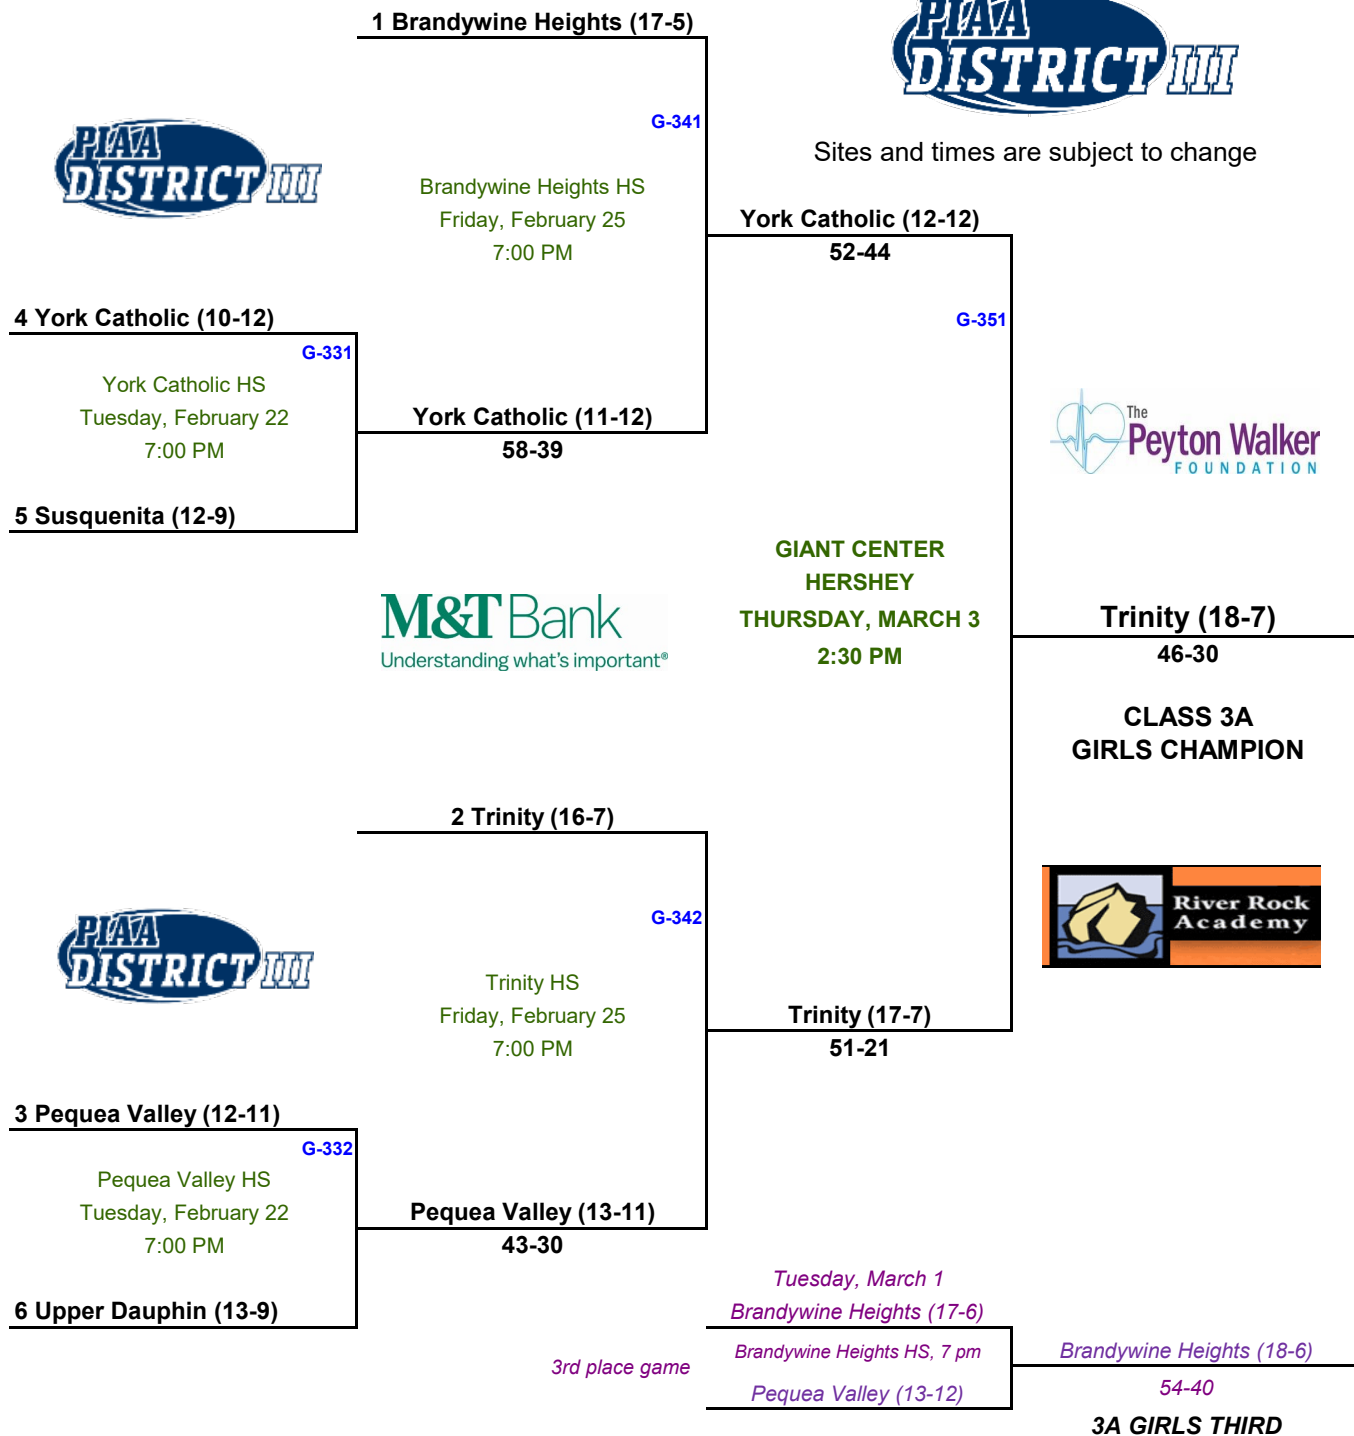 1 Brandywine Heights (17-5)
PIAA
DISTRICT III
G-341
Sites and times are subject to change
PIAA
DISTRICT III
Brandywine Heights HS
Friday, February 25
7:00 PM
York Catholic (12-12)
52-44
4 York Catholic (10-12)
G-331
G-351
York Catholic HS
Tuesday, February 22
7:00 PM
York Catholic (11-12)
58-39
The
Peyton Walker
FOUNDATION
5 Susquenita (12-9)
GIANT CENTER
HERSHEY
THURSDAY, MARCH 3
2:30 PM
M&T Bank
Understanding what's important®
Trinity (18-7)
46-30
CLASS 3A
GIRLS CHAMPION
2 Trinity (16-7)
G-342
River Rock
Academy
PIAA
DISTRICT III
Trinity HS
Friday, February 25
7:00 PM
Trinity (17-7)
51-21
3 Pequea Valley (12-11)
G-332
Pequea Valley HS
Tuesday, February 22
7:00 PM
Pequea Valley (13-11)
43-30
6 Upper Dauphin (13-9)
Tuesday, March 1
Brandywine Heights (17-6)
3rd place game
Brandywine Heights HS, 7 pm
Pequea Valley (13-12)
Brandywine Heights (18-6)
54-40
3A GIRLS THIRD